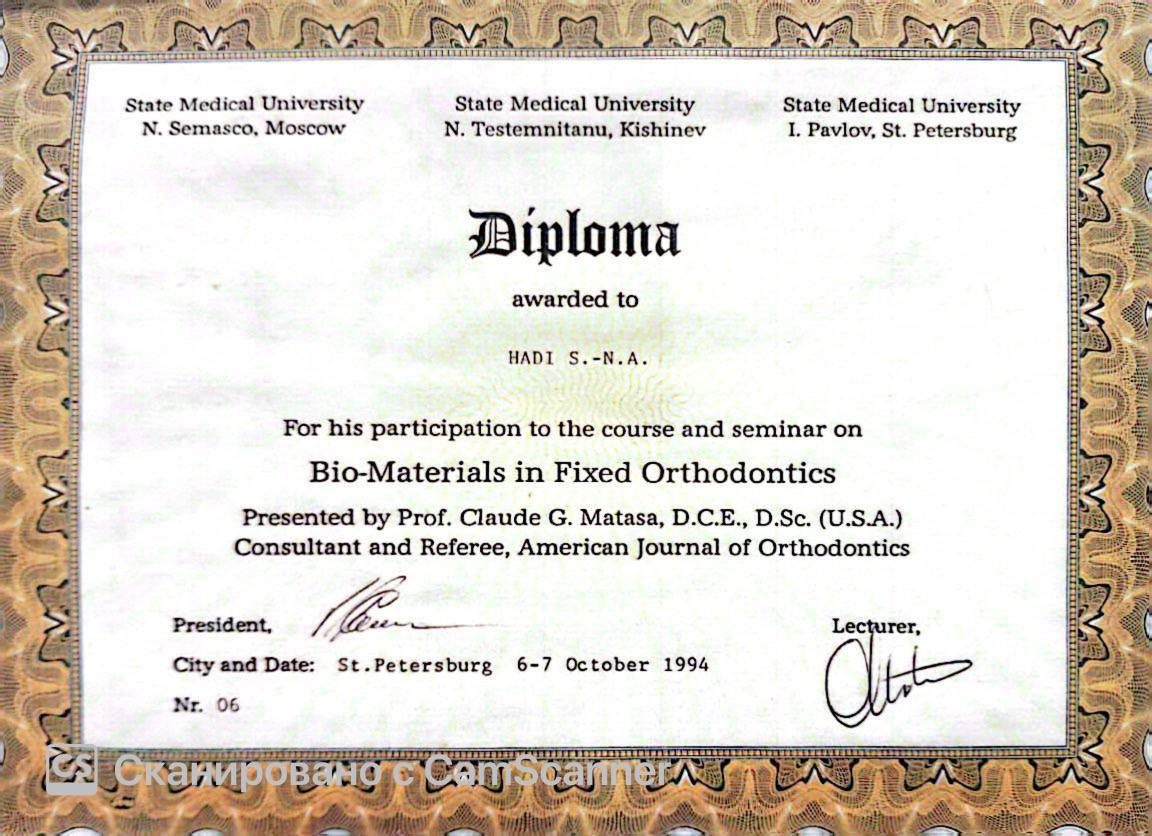 State Medical University
N. Semasco, Moscow
State Medical University
N. Testemnitanu, Kishinev
State Medical University
I. Pavlov, St. Petersburg
Diploma
awarded to
HADI S.-N.A.
For his participation to the course and seminar on
Bio-Materials in Fixed Orthodontics
Presented by Prof. Claude G. Matasa, D.C.E., D.Sc. (U.S.A.)
Consultant and Referee, American Journal of Orthodontics
President,
Lecturer,
City and Date: St.Petersburg 6-7 October 1994
Nr. 06
CS Сканировано с CamScanner